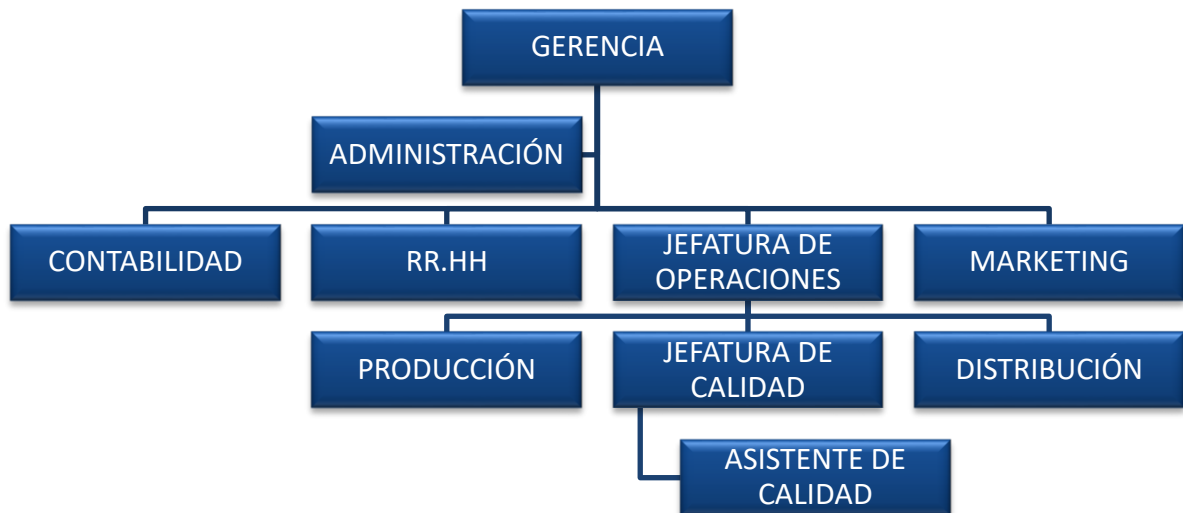 GERENCIA
ADMINISTRACIÓN
CONTABILIDAD
RR.HH
JEFATURA DE
OPERACIONES
MARKETING
PRODUCCIÓN
JEFATURA DE
CALIDAD
DISTRIBUCIÓN
ASISTENTE DE
CALIDAD